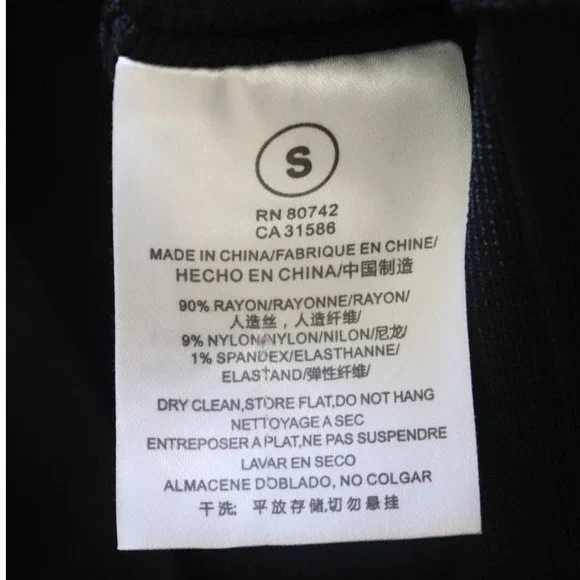 S
RN 80742
CA 31586
MADE IN CHINA/FABRIQUE EN CHINE/
HECHO EN CHINA/中国制造
90% RAYON/RAYONNE/RAYON/
人造丝，人造纤维/
9% NYLON/NYLON/NILON/尼龙/
1% SPANDEX/ELASTHANNE/
ELASTAND/弹性纤维/
DRY CLEAN,STORE FLAT,DO NOT HANG
NETTOYAGE A SEC
ENTREPOSER A PLAT,NE PAS SUSPENDRE
LAVAR EN SECO
ALMACENE DOBLADO, NO COLGAR
干洗; 平放存储,切勿悬挂